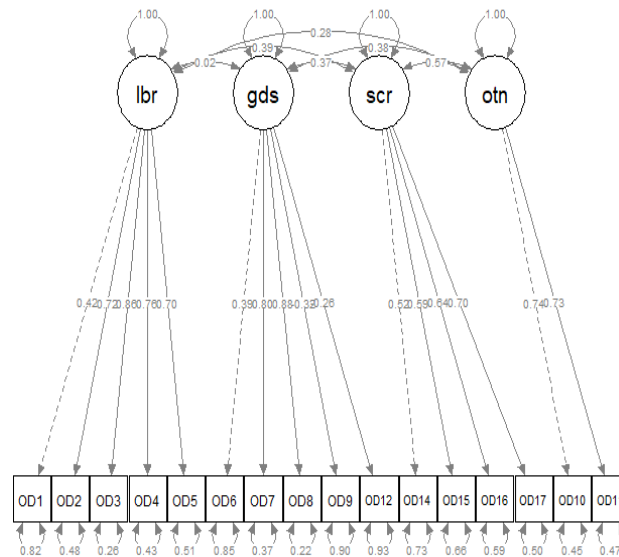 1.00 1.00 1.00 1.00
0.28
0.39 0.38
0.02 0.37 0.57
lbr gds scr otn
0.42 0.72 0.86 0.76 0.70 0.39 0.80 0.88 0.32 0.26 0.52 0.59 0.64 0.70 0.74 0.73
OD1 OD2 OD3 OD4 OD5 OD6 OD7 OD8 OD9 OD12 OD14 OD15 OD16 OD17 OD10 OD1
0.82 0.48 0.26 0.43 0.51 0.85 0.37 0.22 0.90 0.93 0.73 0.66 0.59 0.50 0.45 0.47